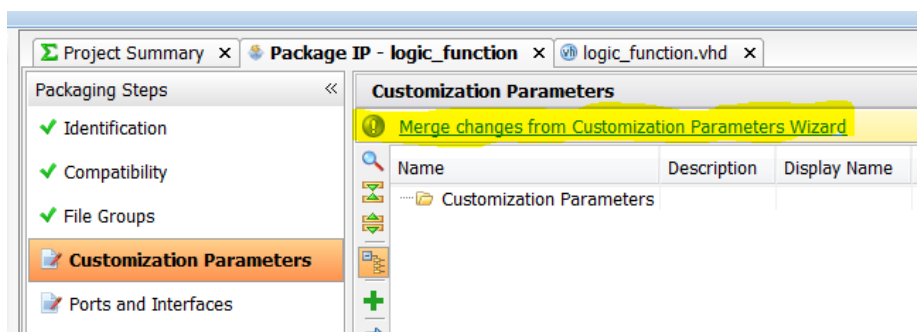 Project Summary × Package IP - logic_function × logic_function.vhd ×
Packaging Steps «
Identification
Compatibility
File Groups
Customization Parameters
Ports and Interfaces
Customization Parameters
Merge changes from Customization Parameters Wizard
Name Description Display Name
Customization Parameters